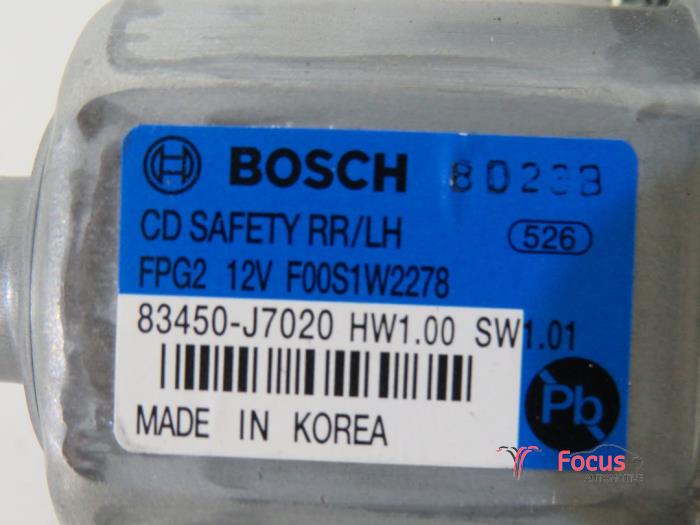 BOSCH 8D23B
CD SAFETY RR/LH 526
FPG2 12V F00S1W2278
83450-J7020 HW1.00 SW1.01
MADE IN KOREA
Pb
Focus
AUTOMOTIVE